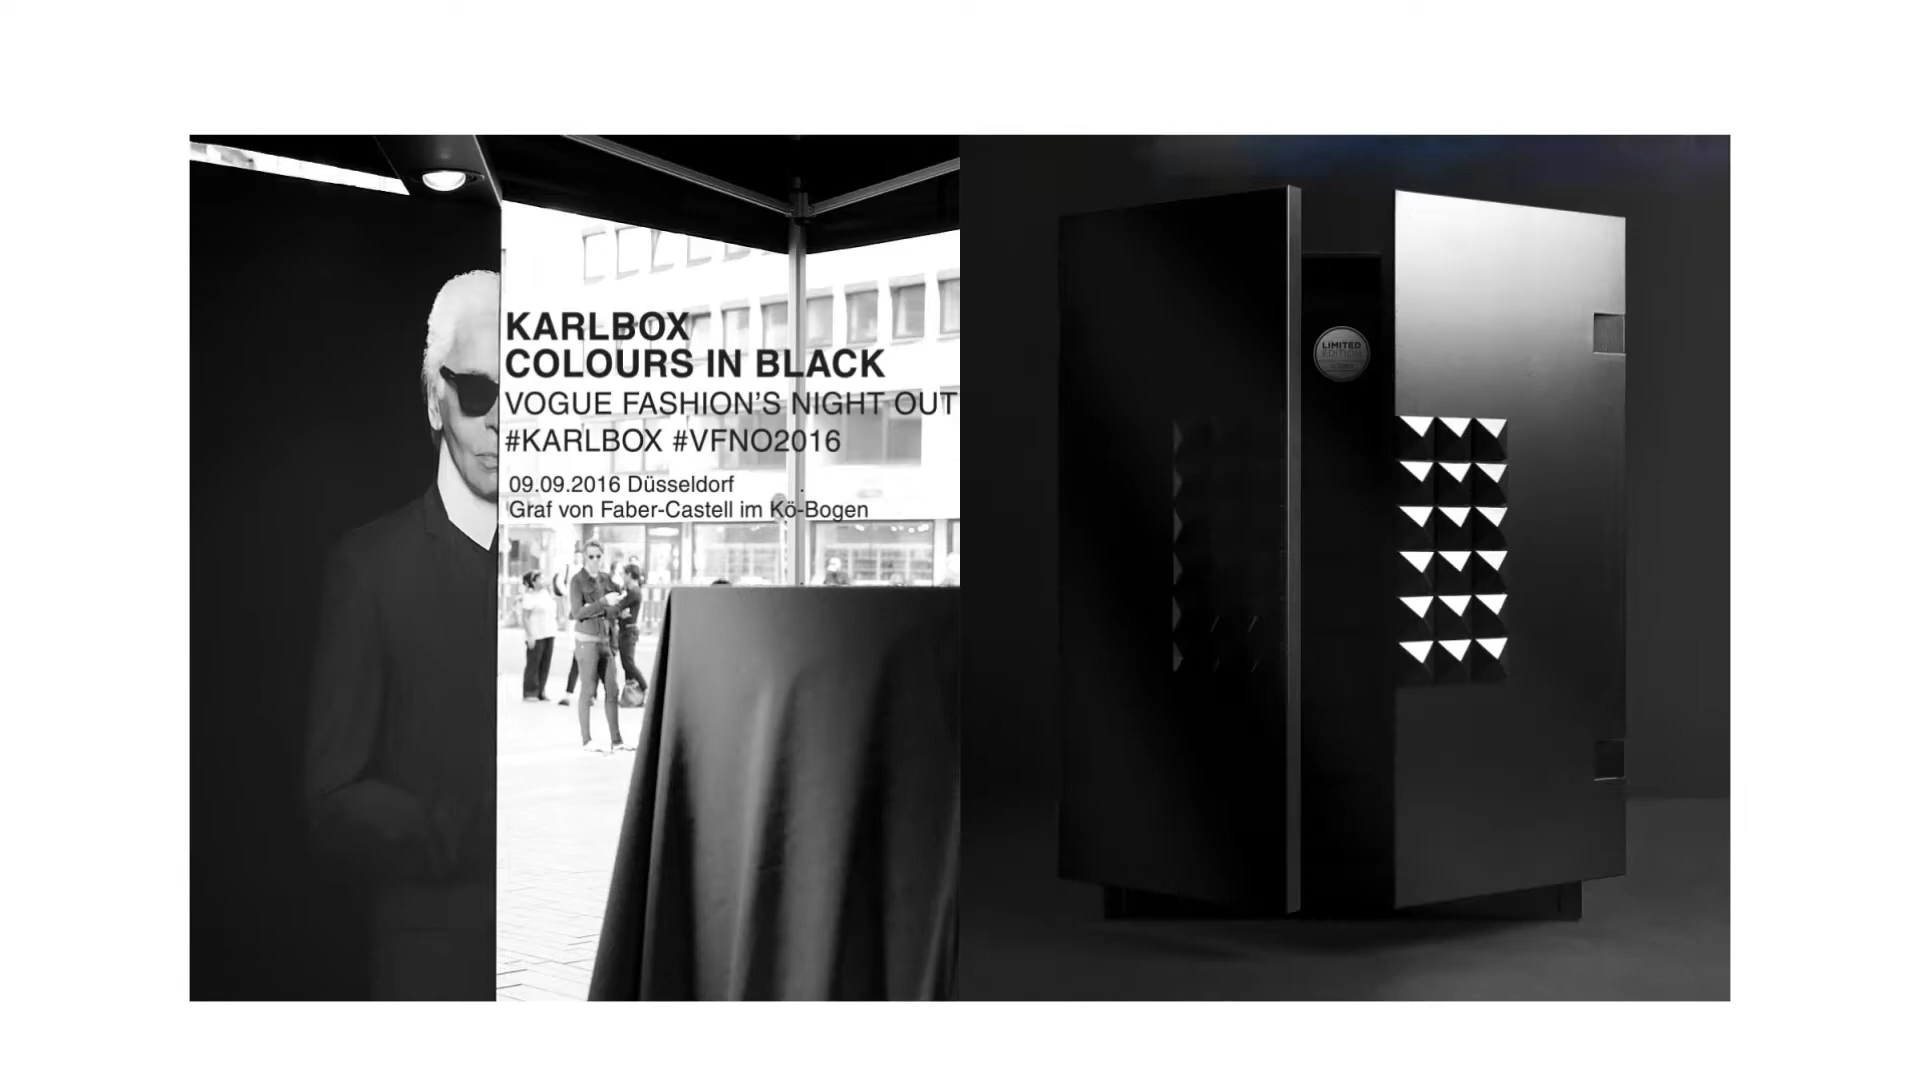 KARLBOX
COLOURS IN BLACK
VOGUE FASHION'S NIGHT OUT
#KARLBOX #VFNO2016
09.09.2016 Düsseldorf
Graf von Faber-Castell im Kö-Bogen
LIMITED
EDITION